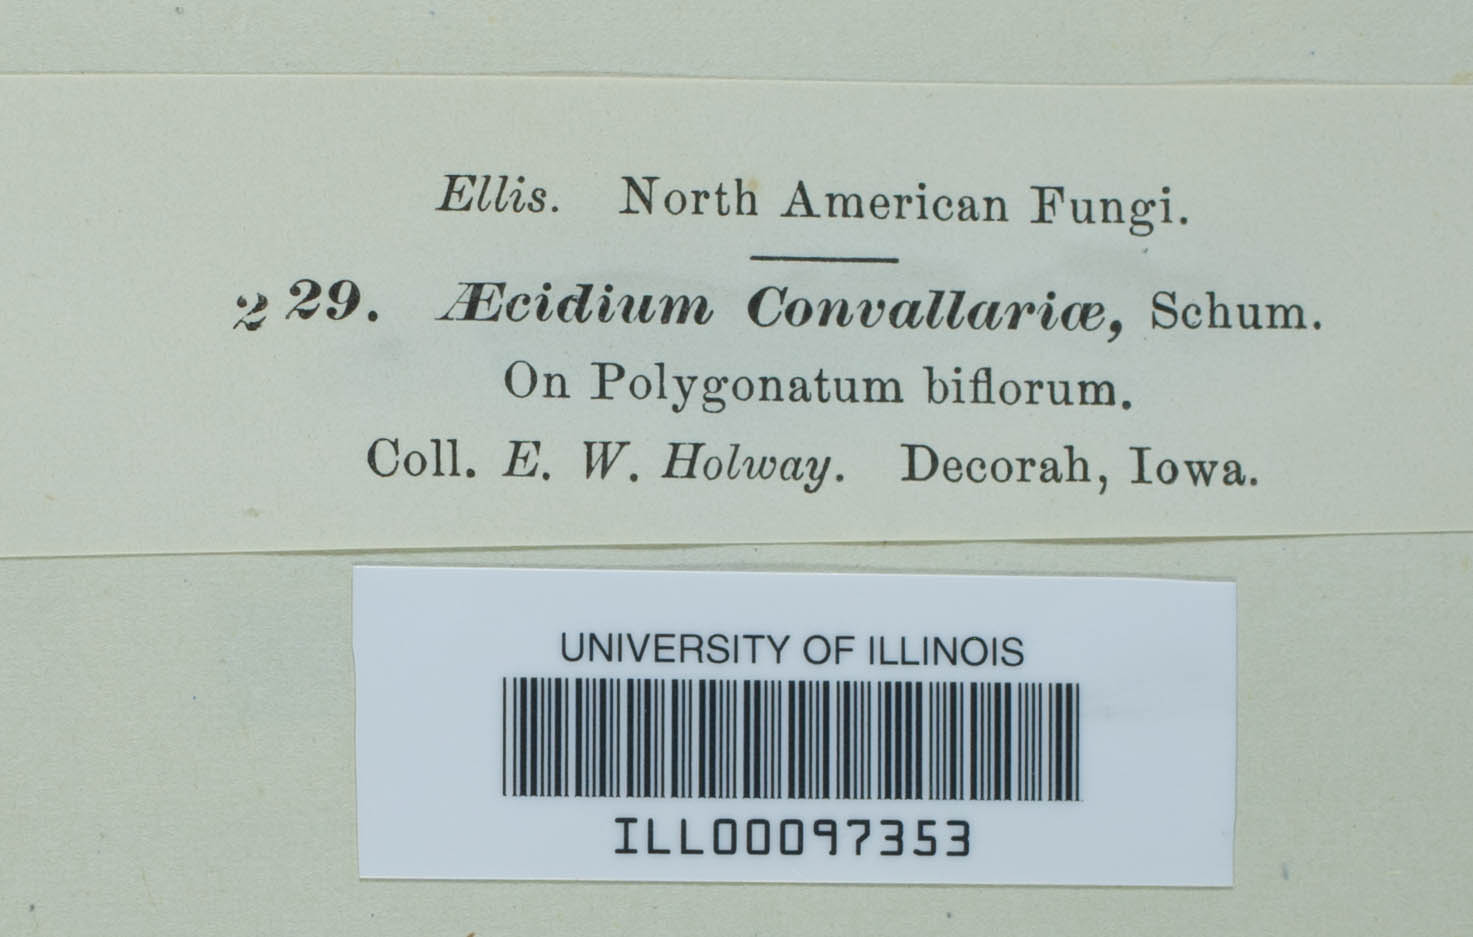 Ellis. North American Fungi.
229. Æcidium Convallariæ, Schum.
On Polygonatum biflorum.
Coll. E. W. Holway. Decorah, Iowa.
UNIVERSITY OF ILLINOIS
ILL00097353